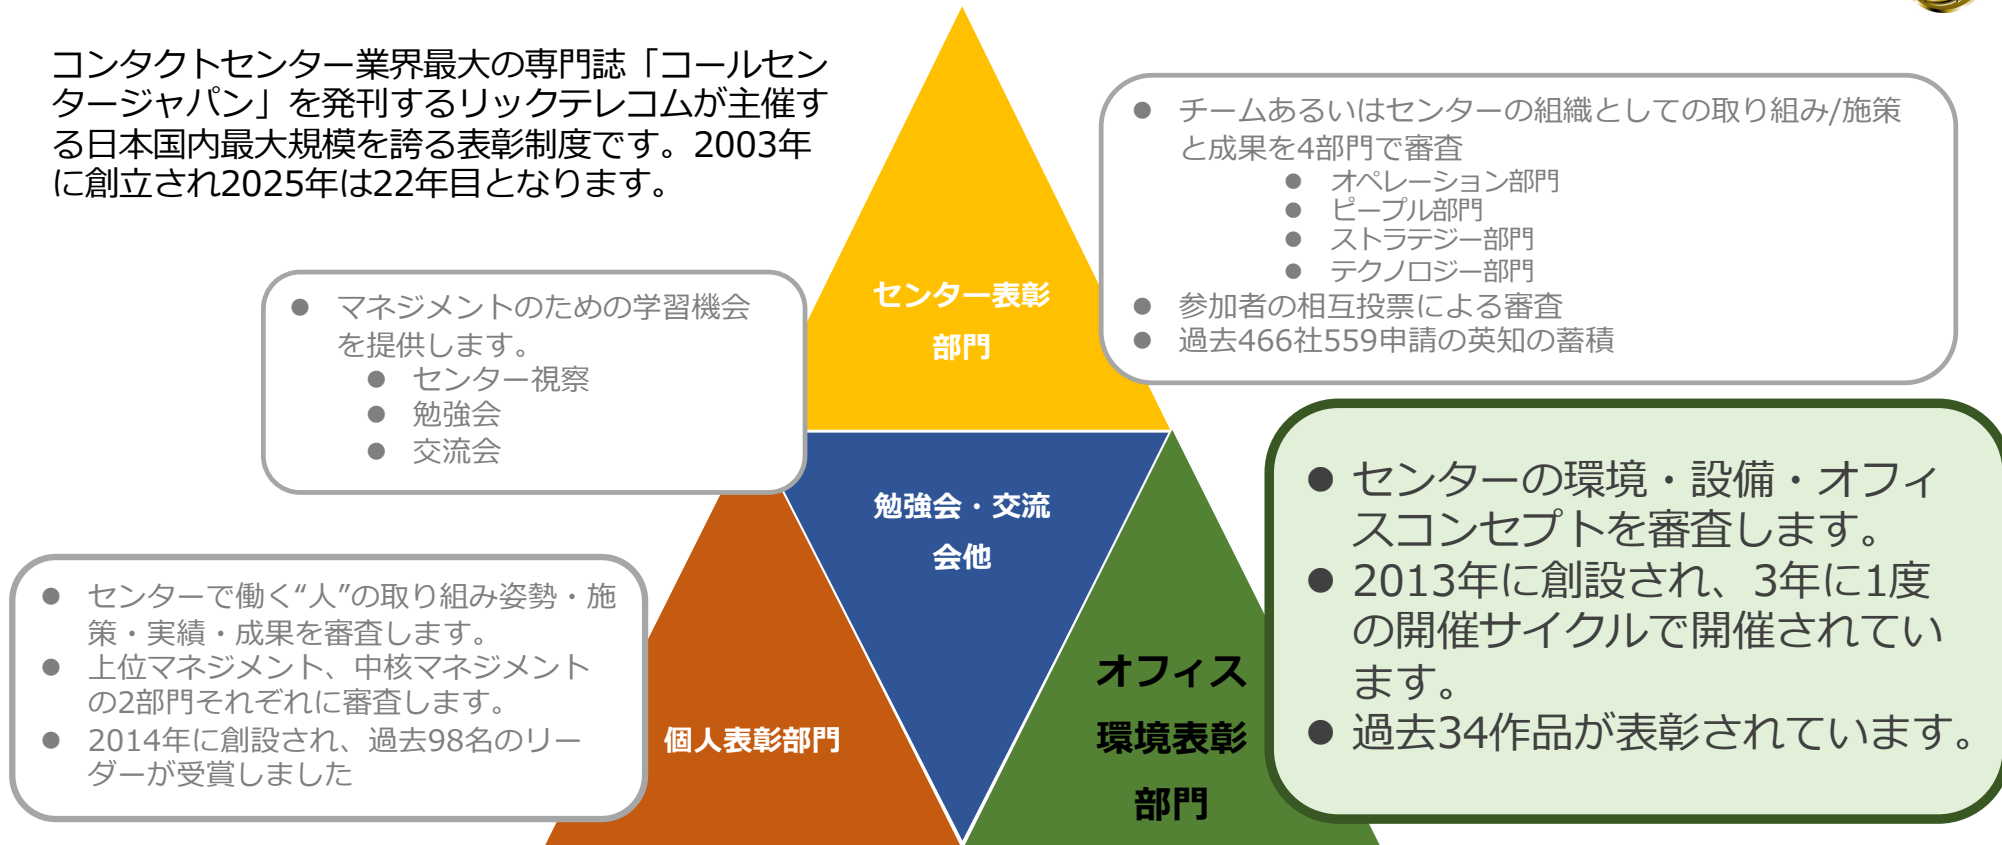 コンタクトセンター業界最大の専門誌「コールセン
タージャパン」を発刊するリックテレコムが主催す
る日本国内最大規模を誇る表彰制度です。2003年
に創立され2025年は22年目となります。
● チームあるいはセンターの組織としての取り組み/施策
と成果を4部門で審査
● オペレーション部門
● ピープル部門
● ストラテジー部門
● テクノロジー部門
● 参加者の相互投票による審査
● 過去466社559申請の英知の蓄積
センター表彰
部門
● マネジメントのための学習機会
を提供します。
● センター視察
● 勉強会
● 交流会
勉強会・交流
会他
● センターの環境・設備・オフィ
スコンセプトを審査します。
● 2013年に創設され、3年に1度
の開催サイクルで開催されてい
ます。
● 過去34作品が表彰されています。
● センターで働く“人”の取り組み姿勢・施
策・実績・成果を審査します。
● 上位マネジメント、中核マネジメント
の2部門それぞれに審査します。
● 2014年に創設され、過去98名のリー
ダーが受賞しました
個人表彰部門
オフィス
環境表彰
部門